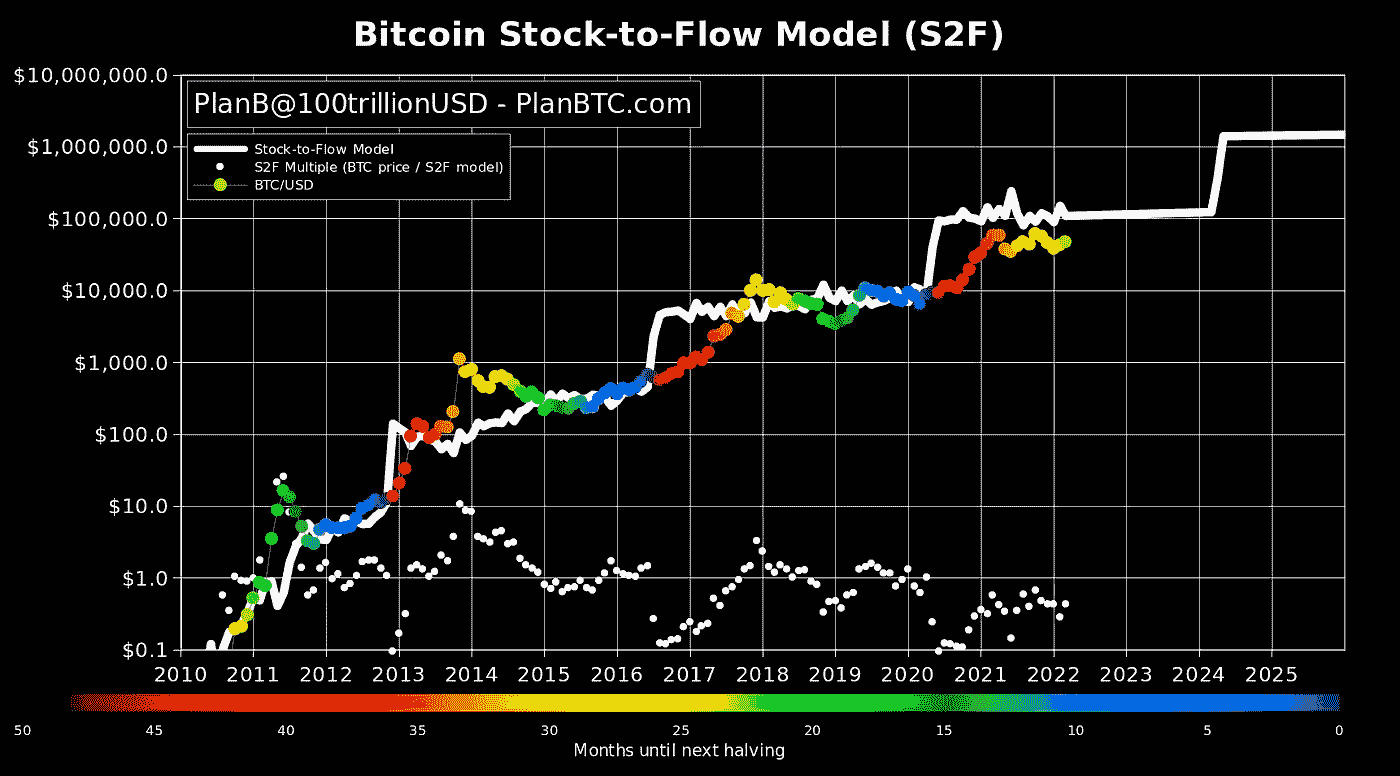 Bitcoin Stock-to-Flow Model (S2F)
$10,000,000.0
PlanB@100trillionUSD - PlanBTC.com
Stock-to-Flow Model
S2F Multiple (BTC price / S2F model)
BTC/USD
$1,000,000.0
$100,000.0
$10,000.0
$1,000.0
$100.0
$10.0
$1.0
$0.1
2010 2011 2012 2013 2014 2015 2016 2017 2018 2019 2020 2021 2022 2023 2024 2025
50 45 40 35 30 25 20 15 10 5 0
Months until next halving